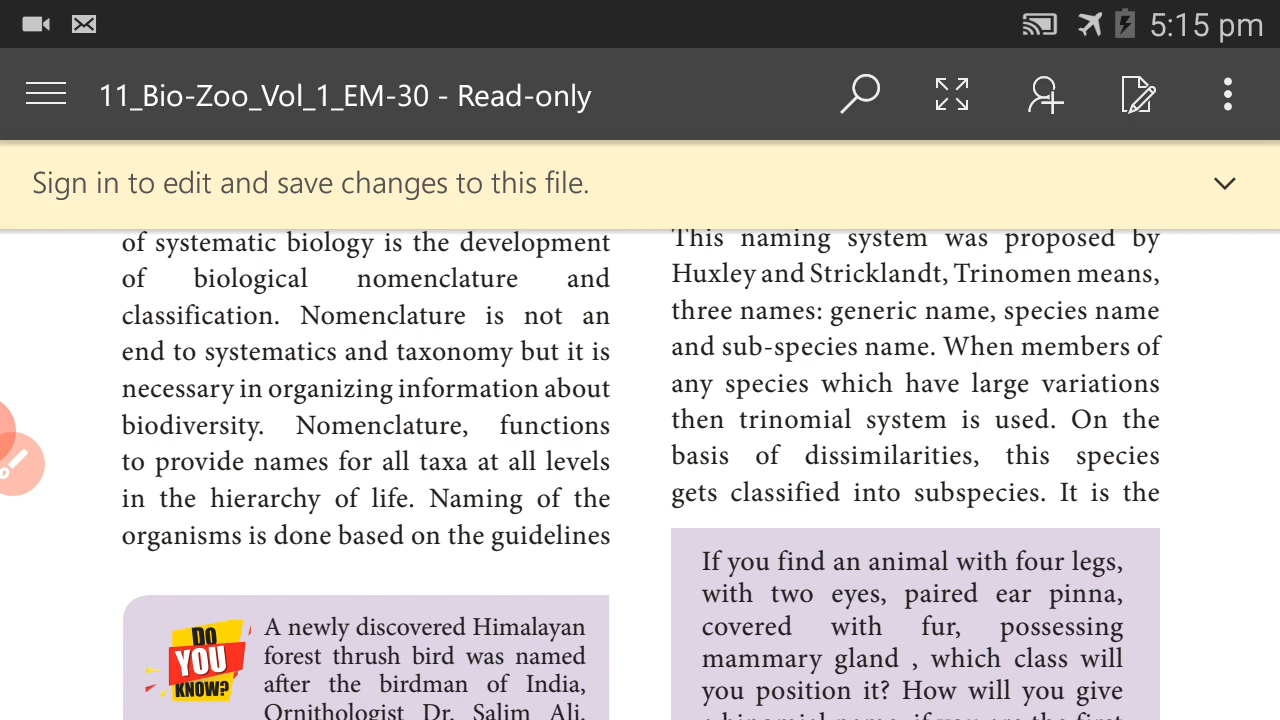 5:15 pm
11_Bio-Zoo_Vol_1_EM-30 - Read-only
Sign in to edit and save changes to this file.
of systematic biology is the development
of biological nomenclature and
classification. Nomenclature is not an
end to systematics and taxonomy but it is
necessary in organizing information about
biodiversity. Nomenclature, functions
to provide names for all taxa at all levels
in the hierarchy of life. Naming of the
organisms is done based on the guidelines
DO
YOU
KNOW?
A newly discovered Himalayan
forest thrush bird was named
after the birdman of India,
Ornithologist Dr. Salim Ali.
This naming system was proposed by
Huxley and Stricklandt, Trinomen means,
three names: generic name, species name
and sub-species name. When members of
any species which have large variations
then trinomial system is used. On the
basis of dissimilarities, this species
gets classified into subspecies. It is the
If you find an animal with four legs,
with two eyes, paired ear pinna,
covered with fur, possessing
mammary gland , which class will
you position it? How will you give
a binomial name, if you are the first